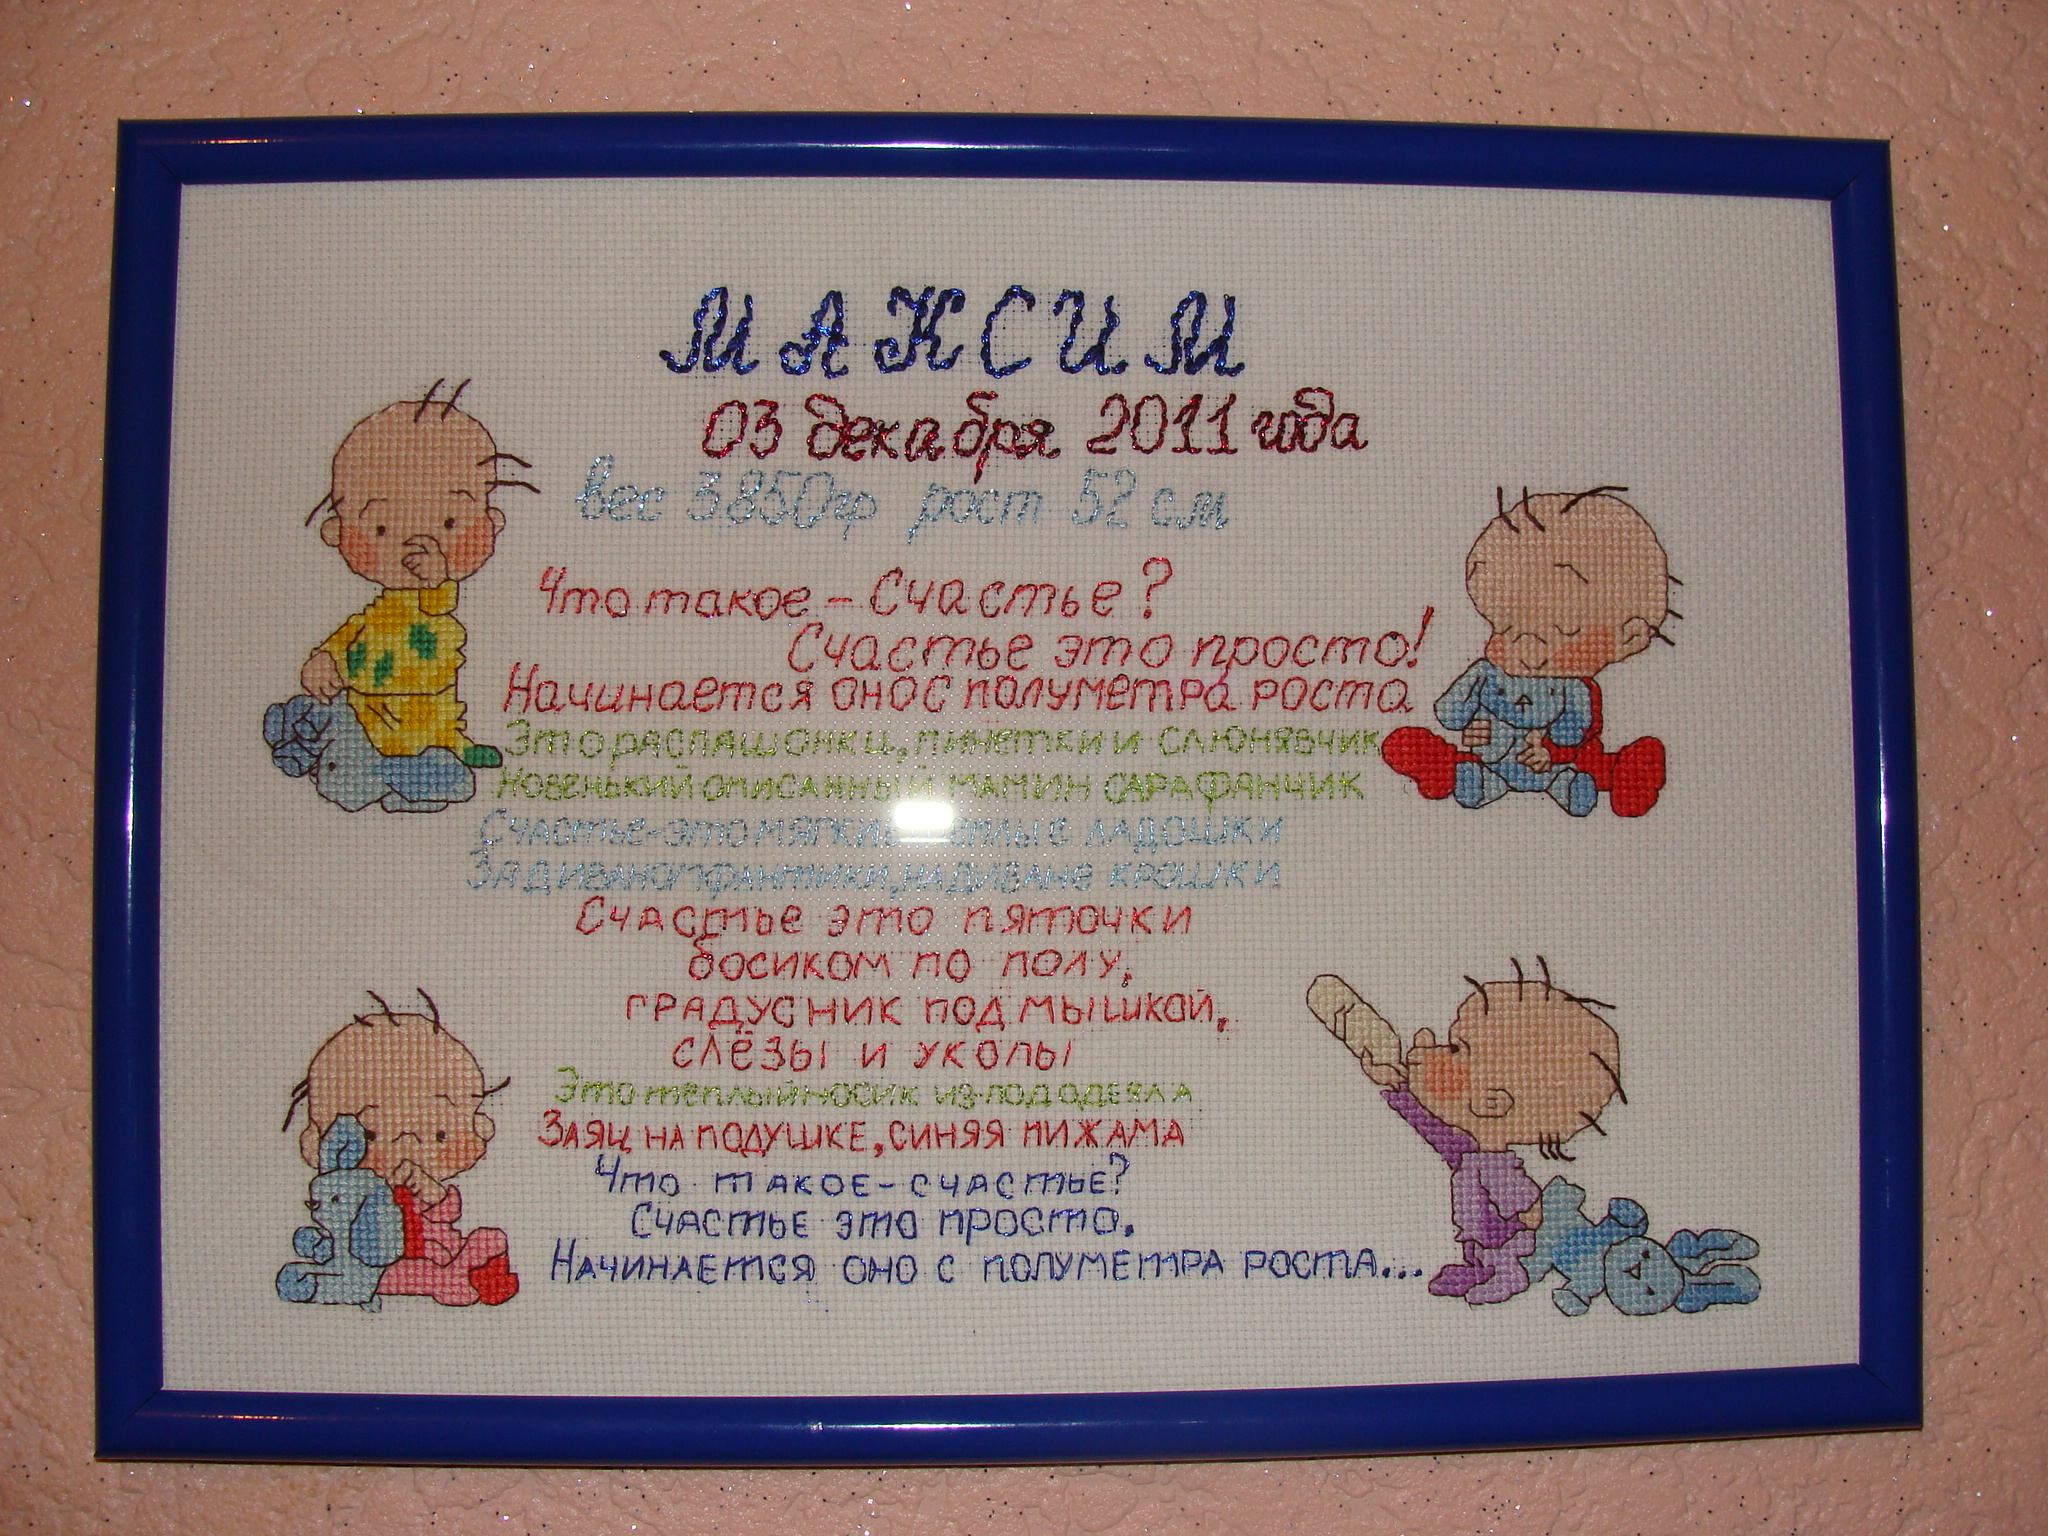 МАКСИМ
03 декабря 2011 года
вес 3850гр рост 52 см
Что такое - Счастье?
Счастье это просто!
Начинается оно с полуметра роста
Это распашонки, пинетки и слюнявчик
Новенький описанный мамин сарафанчик
Счастье - это мягкие тёплые ладошки
За диваном фантики, на диване крошки
Счастье это пяточки
босиком по полу,
градусник под мышкой,
слёзы и уколы
Это теплый носик из-под одеяла
Заяц на подушке, синяя пижама
Что такое - счастье?
Счастье это просто.
Начинается оно с полуметра роста...